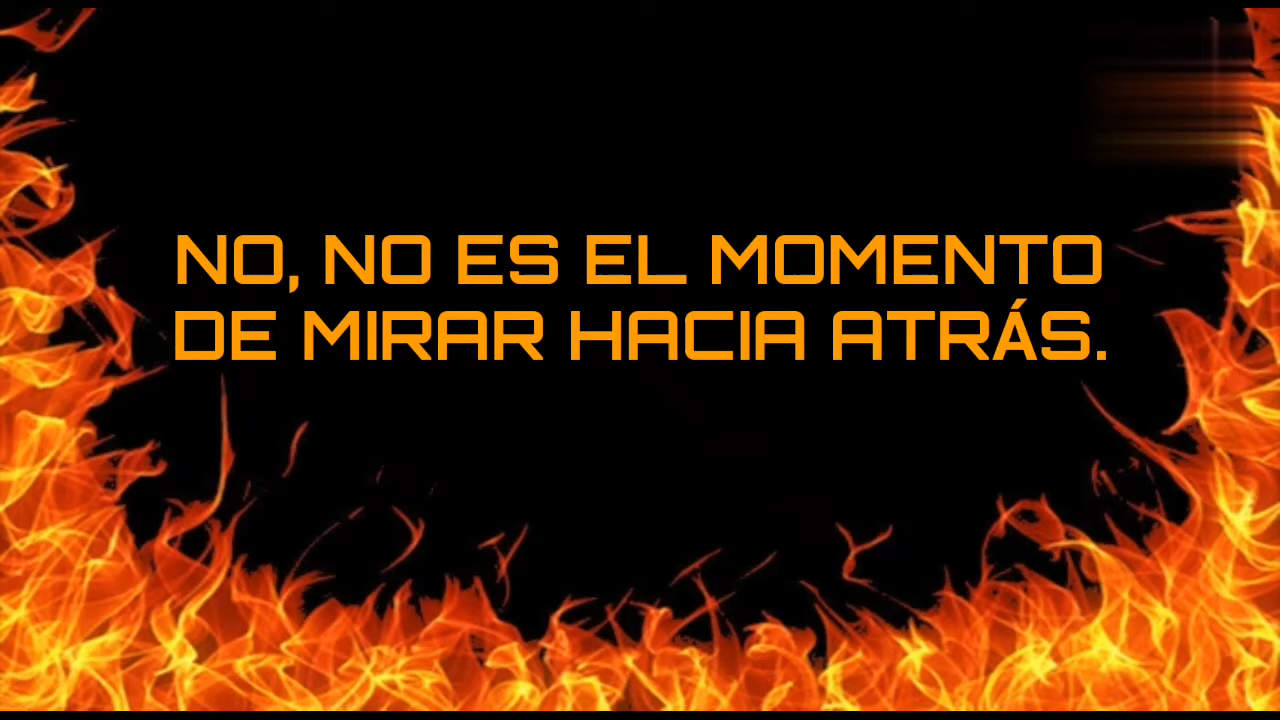 NO, NO ES EL MOMENTO
DE MIRAR HACIA ATRÁS.